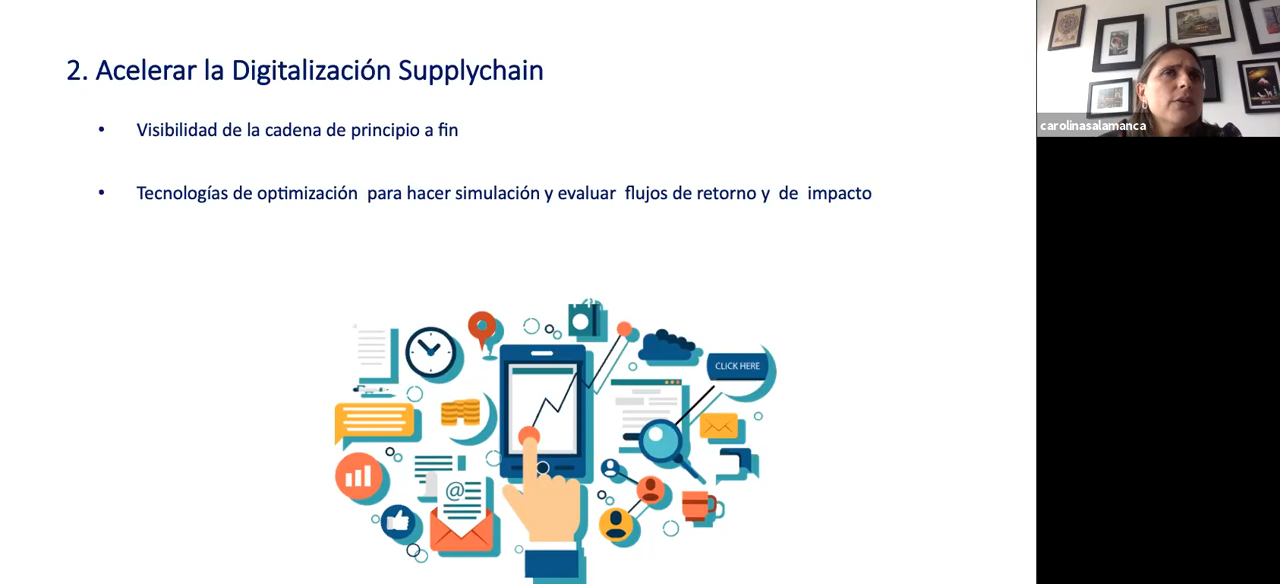 2. Acelerar la Digitalización Supplychain
• Visibilidad de la cadena de principio a fin
• Tecnologías de optimización para hacer simulación y evaluar flujos de retorno y de impacto
carolinasalamanca
CLICK HERE
@